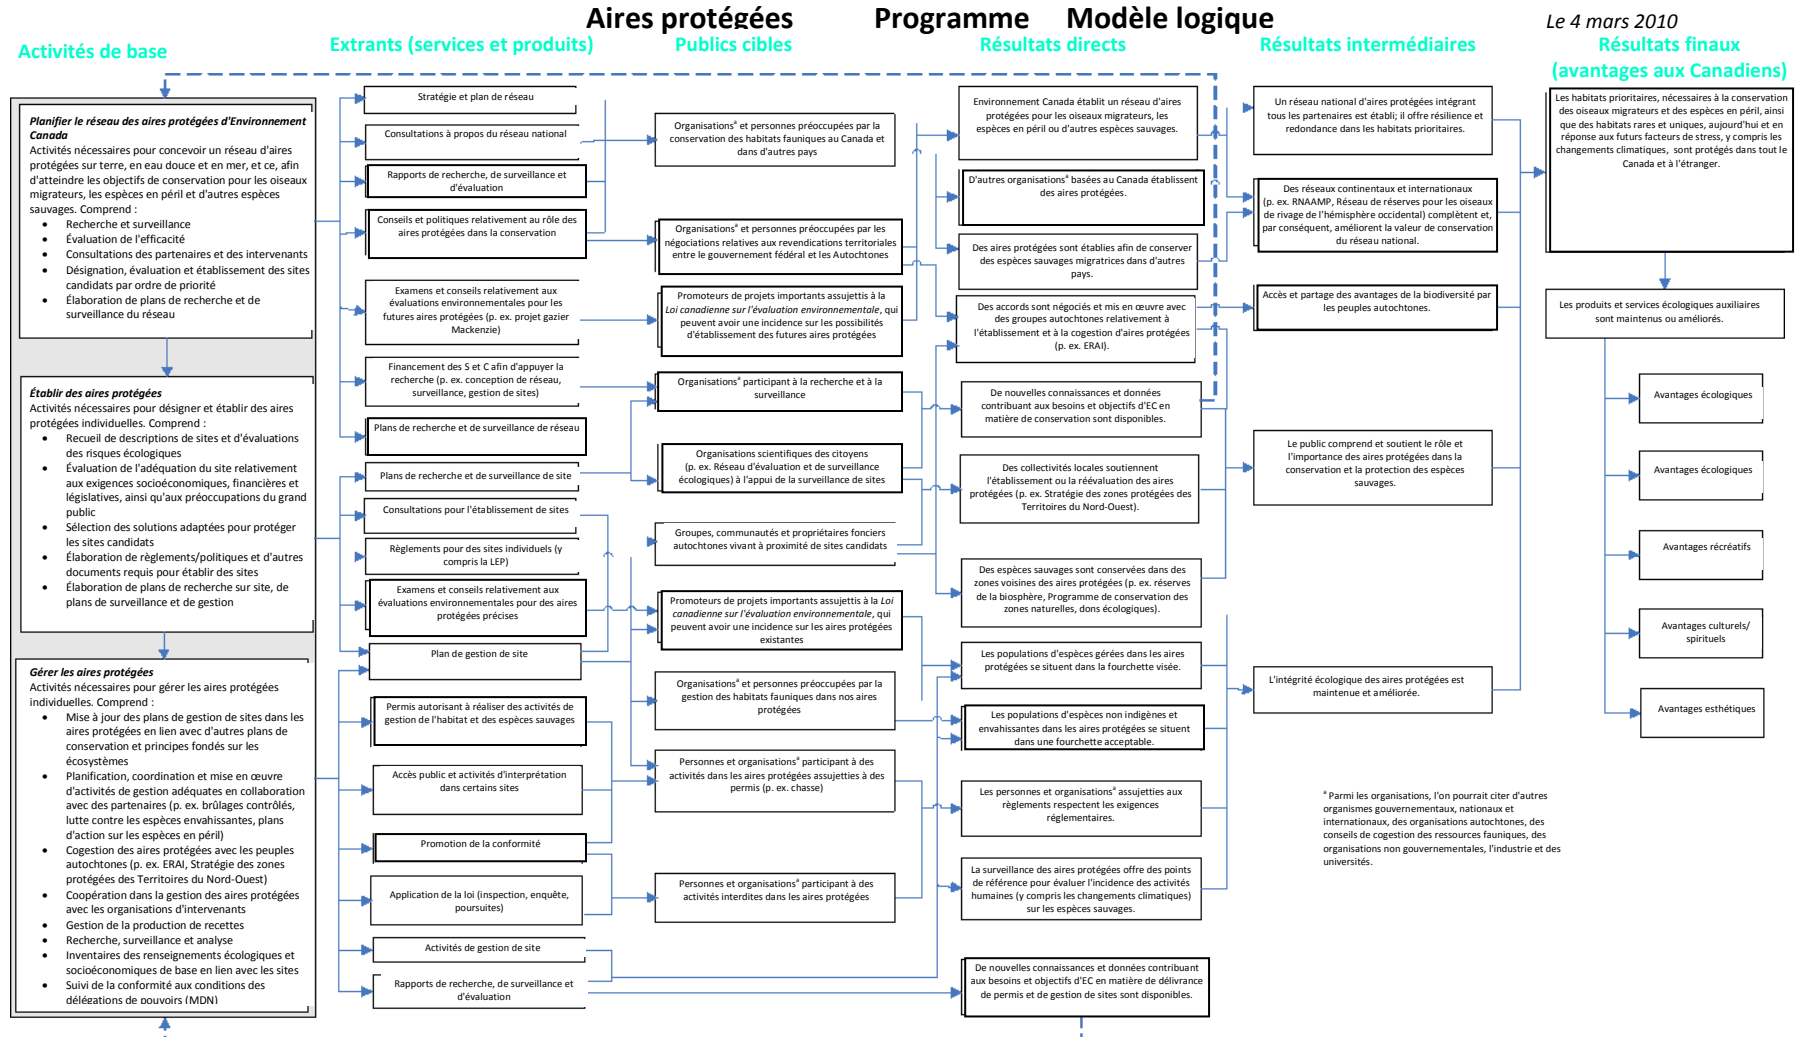 Aires protégées Programme Modèle logique
Le 4 mars 2010
Activités de base
Extrants (services et produits)
Publics cibles
Résultats directs
Résultats intermédiaires
Résultats finaux
(avantages aux Canadiens)
Planifier le réseau des aires protégées d'Environnement
Canada
Activités nécessaires pour concevoir un réseau d'aires
protégées sur terre, en eau douce et en mer, et ce, afin
d'atteindre les objectifs de conservation pour les oiseaux
migrateurs, les espèces en péril et d'autres espèces
sauvages. Comprend :
• Recherche et surveillance
• Évaluation de l'efficacité
• Consultations des partenaires et des intervenants
• Désignation, évaluation et établissement des sites
candidats par ordre de priorité
• Élaboration de plans de recherche et de
surveillance du réseau
Établir des aires protégées
Activités nécessaires pour désigner et établir des aires
protégées individuelles. Comprend :
• Recueil de descriptions de sites et d'évaluations
des risques écologiques
• Évaluation de l'adéquation du site relativement
aux exigences socioéconomiques, financières et
législatives, ainsi qu'aux préoccupations du grand
public
• Sélection des solutions adaptées pour protéger
les sites candidats
• Élaboration de règlements/politiques et d'autres
documents requis pour établir des sites
• Élaboration de plans de recherche sur site, de
plans de surveillance et de gestion
Gérer les aires protégées
Activités nécessaires pour gérer les aires protégées
individuelles. Comprend :
• Mise à jour des plans de gestion de sites dans les
aires protégées en lien avec d'autres plans de
conservation et principes fondés sur les
écosystèmes
• Planification, coordination et mise en œuvre
d'activités de gestion adéquates en collaboration
avec des partenaires (p. ex. brûlages contrôlés,
lutte contre les espèces envahissantes, plans
d'action sur les espèces en péril)
• Cogestion des aires protégées avec les peuples
autochtones (p. ex. ERAI, Stratégie des zones
protégées des Territoires du Nord-Ouest)
• Coopération dans la gestion des aires protégées
avec les organisations d'intervenants
• Gestion de la production de recettes
• Recherche, surveillance et analyse
• Inventaires des renseignements écologiques et
socioéconomiques de base en lien avec les sites
• Suivi de la conformité aux conditions des
délégations de pouvoirs (MDN)
Stratégie et plan de réseau
Consultations à propos du réseau national
Rapports de recherche, de surveillance et
d'évaluation
Conseils et politiques relativement au rôle des
aires protégées dans la conservation
Examens et conseils relativement aux
évaluations environnementales pour les
futures aires protégées (p. ex. projet gazier
Mackenzie)
Financement des S et C afin d'appuyer la
recherche (p. ex. conception de réseau,
surveillance, gestion de sites)
Plans de recherche et de surveillance de réseau
Plans de recherche et de surveillance de site
Consultations pour l'établissement de sites
Règlements pour des sites individuels (y
compris la LEP)
Examens et conseils relativement aux
évaluations environnementales pour des aires
protégées précises
Plan de gestion de site
Permis autorisant à réaliser des activités de
gestion de l'habitat et des espèces sauvages
Accès public et activités d'interprétation
dans certains sites
Promotion de la conformité
Application de la loi (inspection, enquête,
poursuites)
Activités de gestion de site
Rapports de recherche, de surveillance et
d'évaluation
Organisationsª et personnes préoccupées par la
conservation des habitats fauniques au Canada et
dans d'autres pays
Organisationsª et personnes préoccupées par les
négociations relatives aux revendications territoriales
entre le gouvernement fédéral et les Autochtones
Promoteurs de projets importants assujettis à la
Loi canadienne sur l'évaluation environnementale, qui
peuvent avoir une incidence sur les possibilités
d'établissement des futures aires protégées
Organisationsª participant à la recherche et à la
surveillance
Organisations scientifiques des citoyens
(p. ex. Réseau d'évaluation et de surveillance
écologiques) à l'appui de la surveillance de sites
Groupes, communautés et propriétaires fonciers
autochtones vivant à proximité de sites candidats
Promoteurs de projets importants assujettis à la Loi
canadienne sur l'évaluation environnementale, qui
peuvent avoir une incidence sur les aires protégées
existantes
Organisationsª et personnes préoccupées par la
gestion des habitats fauniques dans nos aires
protégées
Personnes et organisationsª participant à des
activités dans les aires protégées assujetties à des
permis (p. ex. chasse)
Personnes et organisationsª participant à des
activités interdites dans les aires protégées
Environnement Canada établit un réseau d'aires
protégées pour les oiseaux migrateurs, les
espèces en péril ou d'autres espèces sauvages.
D'autres organisationsª basées au Canada établissent
des aires protégées.
Des aires protégées sont établies afin de conserver
des espèces sauvages migratrices dans d'autres
pays.
Des accords sont négociés et mis en œuvre avec
des groupes autochtones relativement à
l'établissement et à la cogestion d'aires protégées
(p. ex. ERAI).
De nouvelles connaissances et données
contribuant aux besoins et objectifs d'EC en
matière de conservation sont disponibles.
Des collectivités locales soutiennent
l'établissement ou la réévaluation des aires
protégées (p. ex. Stratégie des zones protégées des
Territoires du Nord-Ouest).
Des espèces sauvages sont conservées dans des
zones voisines des aires protégées (p. ex. réserves
de la biosphère, Programme de conservation des
zones naturelles, dons écologiques).
Les populations d'espèces gérées dans les aires
protégées se situent dans la fourchette visée.
Les populations d'espèces non indigènes et
envahissantes dans les aires protégées se situent
dans une fourchette acceptable.
Les personnes et organisationsª assujetties aux
règlements respectent les exigences
réglementaires.
La surveillance des aires protégées offre des points
de référence pour évaluer l'incidence des activités
humaines (y compris les changements climatiques)
sur les espèces sauvages.
De nouvelles connaissances et données contribuant
aux besoins et objectifs d'EC en matière de délivrance
de permis et de gestion de sites sont disponibles.
Un réseau national d'aires protégées intégrant
tous les partenaires est établi; il offre résilience et
redondance dans les habitats prioritaires.
Des réseaux continentaux et internationaux
(p. ex. RNAAMP, Réseau de réserves pour les oiseaux
de rivage de l'hémisphère occidental) complètent et,
par conséquent, améliorent la valeur de conservation
du réseau national.
Accès et partage des avantages de la biodiversité par
les peuples autochtones.
Le public comprend et soutient le rôle et
l'importance des aires protégées dans la
conservation et la protection des espèces
sauvages.
L'intégrité écologique des aires protégées est
maintenue et améliorée.
ª Parmi les organisations, l'on pourrait citer d'autres
organismes gouvernementaux, nationaux et
internationaux, des organisations autochtones, des
conseils de cogestion des ressources fauniques, des
organisations non gouvernementales, l'industrie et des
universités.
Les habitats prioritaires, nécessaires à la conservation
des oiseaux migrateurs et des espèces en péril, ainsi
que des habitats rares et uniques, aujourd'hui et en
réponse aux futurs facteurs de stress, y compris les
changements climatiques, sont protégés dans tout le
Canada et à l'étranger.
Les produits et services écologiques auxiliaires
sont maintenus ou améliorés.
Avantages écologiques
Avantages écologiques
Avantages récréatifs
Avantages culturels/
spirituels
Avantages esthétiques